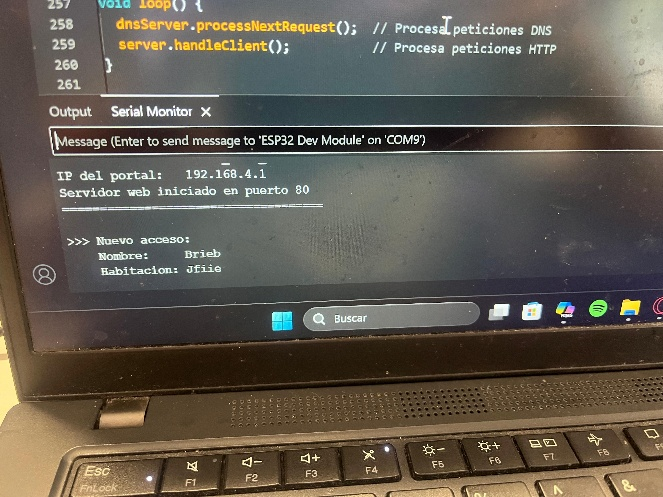 257 void loop() {
258 dnsServer.processNextRequest(); // Procesa peticiones DNS
259 server.handleClient(); // Procesa peticiones HTTP
260 }
261
Output Serial Monitor ×
Message (Enter to send message to 'ESP32 Dev Module' on 'COM9')
IP del portal: 192.168.4.1
Servidor web iniciado en puerto 80
>>> Nuevo acceso:
Nombre: Brieb
Habitacion: Jfiie
Buscar
Esc
FnLock
F1
F2
F3
F4
F5
F6
F7
F8
&